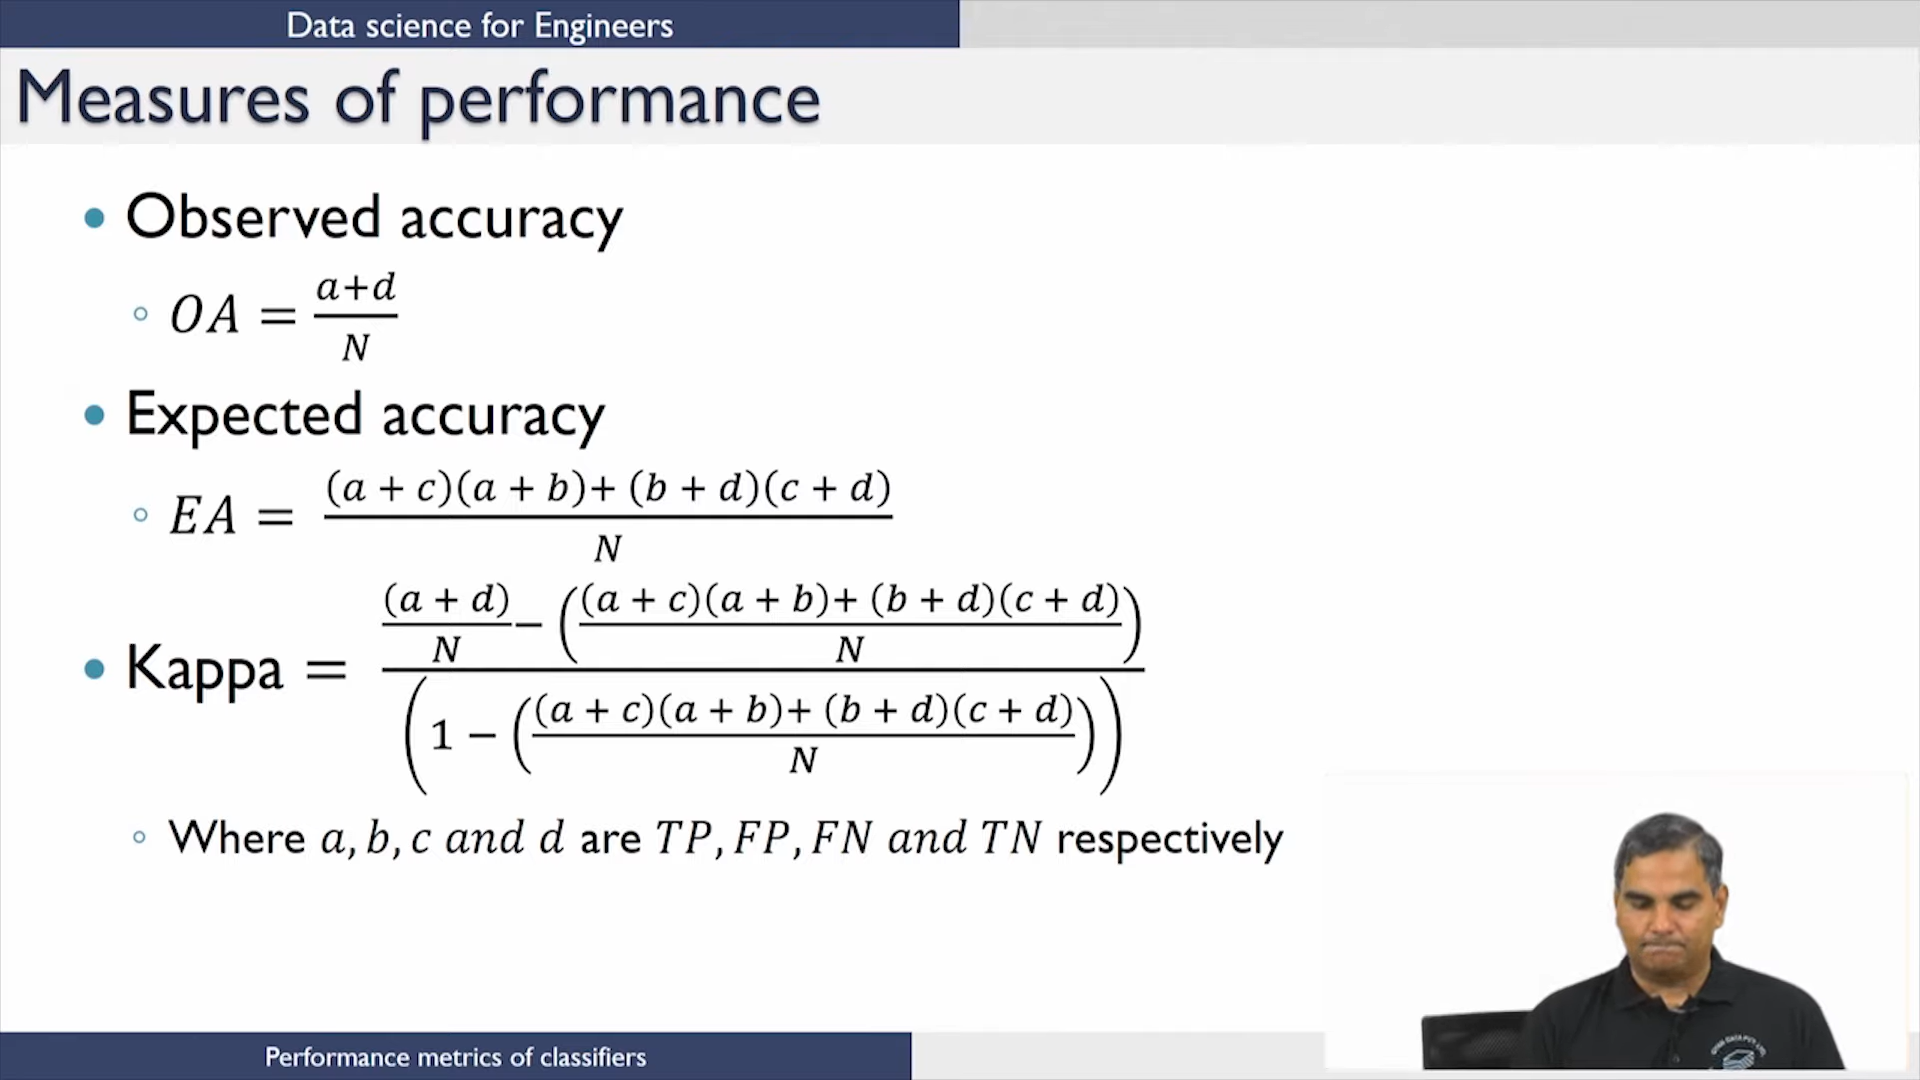 Data science for Engineers
Measures of performance
Observed accuracy
OA = (a+d)/N
Expected accuracy
EA = ((a + c)(a + b)+ (b + d)(c + d))/N
Kappa = ((a + d)/N − ((a + c)(a + b)+ (b + d)(c + d))/N)/(1 − ((a + c)(a + b)+ (b + d)(c + d))/N)
Where a, b, c and d are TP, FP, FN and TN respectively
Performance metrics of classifiers